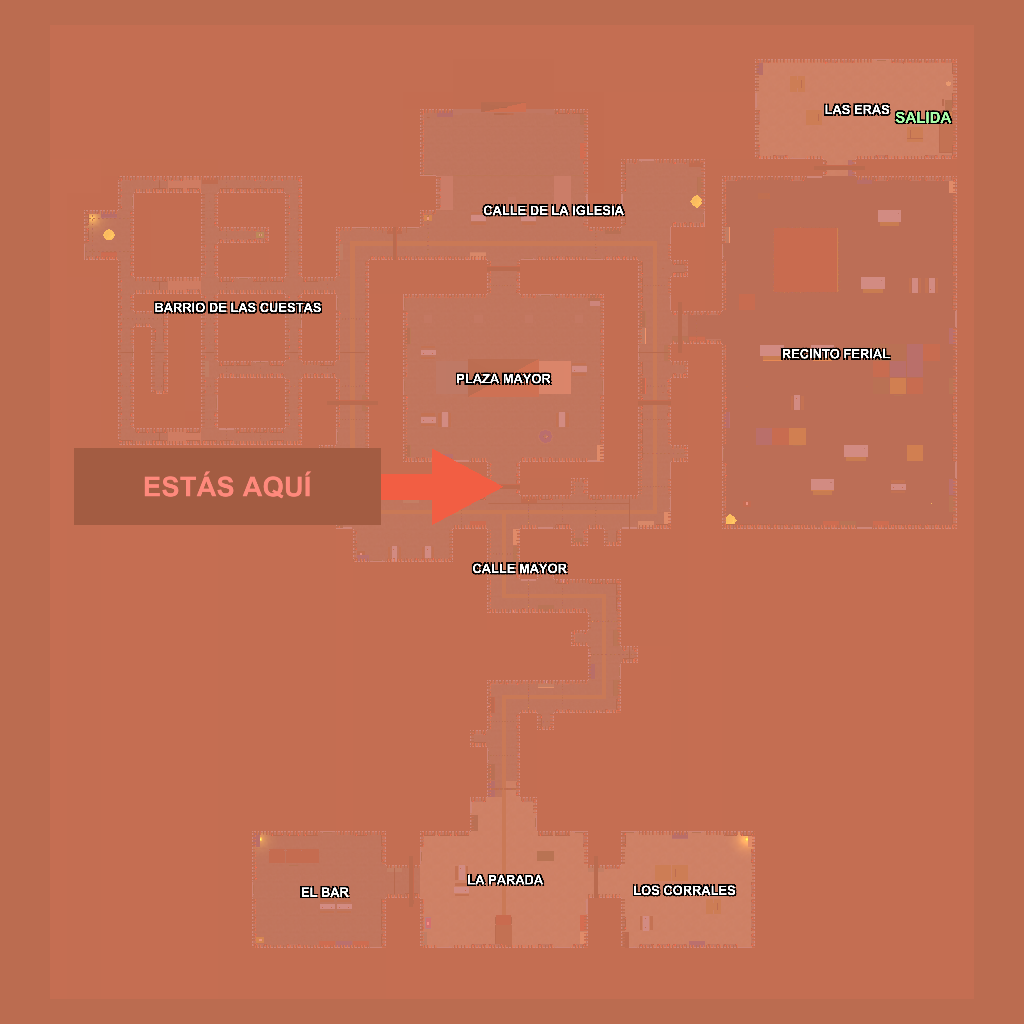 LAS ERAS
SALIDA
CALLE DE LA IGLESIA
BARRIO DE LAS CUESTAS
RECINTO FERIAL
PLAZA MAYOR
ESTÁS AQUÍ
CALLE MAYOR
LA PARADA
EL BAR
LOS CORRALES